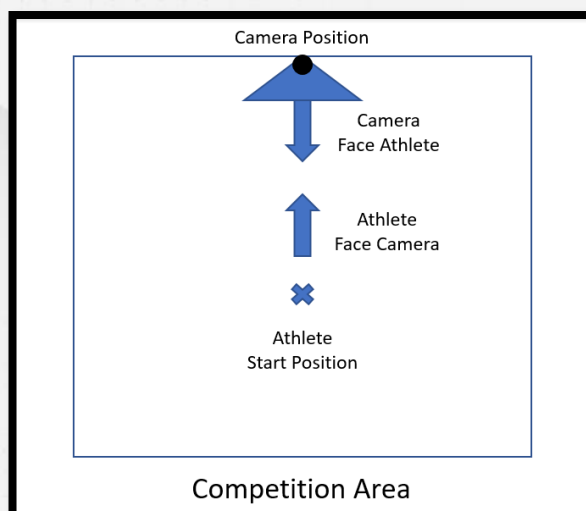 Camera Position
Camera
Face Athlete
Athlete
Face Camera
Athlete
Start Position
Competition Area